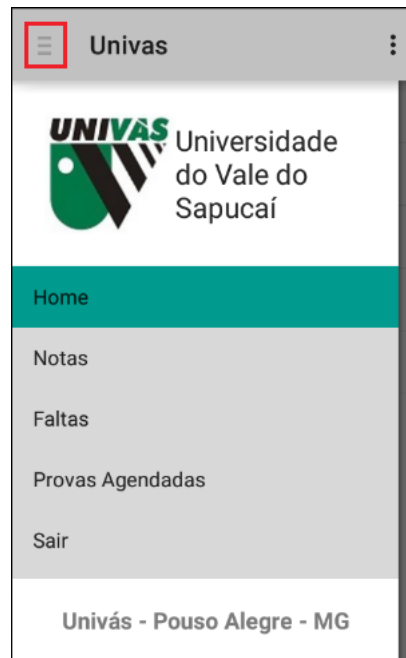 Univas
UNIVÁS
Universidade
do Vale do
Sapucaí
Home
Notas
Faltas
Provas Agendadas
Sair
Univás - Pouso Alegre - MG